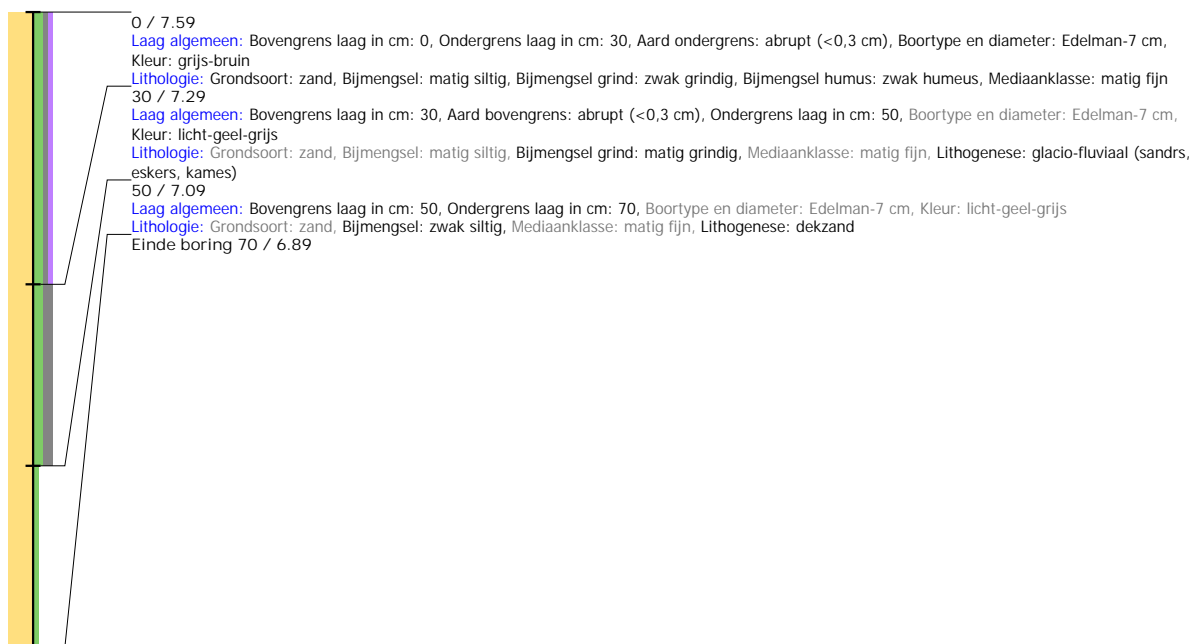 0 / 7.59
Laag algemeen: Bovengrens laag in cm: 0, Ondergrens laag in cm: 30, Aard ondergrens: abrupt (<0,3 cm), Boortype en diameter: Edelman-7 cm,
Kleur: grijs-bruin
Lithologie: Grondsoort: zand, Bijmengsel: matig siltig, Bijmengsel grind: zwak grindig, Bijmengsel humus: zwak humeus, Mediaanklasse: matig fijn
30 / 7.29
Laag algemeen: Bovengrens laag in cm: 30, Aard bovengrens: abrupt (<0,3 cm), Ondergrens laag in cm: 50, Boortype en diameter: Edelman-7 cm,
Kleur: licht-geel-grijs
Lithologie: Grondsoort: zand, Bijmengsel: matig siltig, Bijmengsel grind: matig grindig, Mediaanklasse: matig fijn, Lithogenese: glacio-fluviaal (sandrs,
eskers, kames)
50 / 7.09
Laag algemeen: Bovengrens laag in cm: 50, Ondergrens laag in cm: 70, Boortype en diameter: Edelman-7 cm, Kleur: licht-geel-grijs
Lithologie: Grondsoort: zand, Bijmengsel: zwak siltig, Mediaanklasse: matig fijn, Lithogenese: dekzand
Einde boring 70 / 6.89